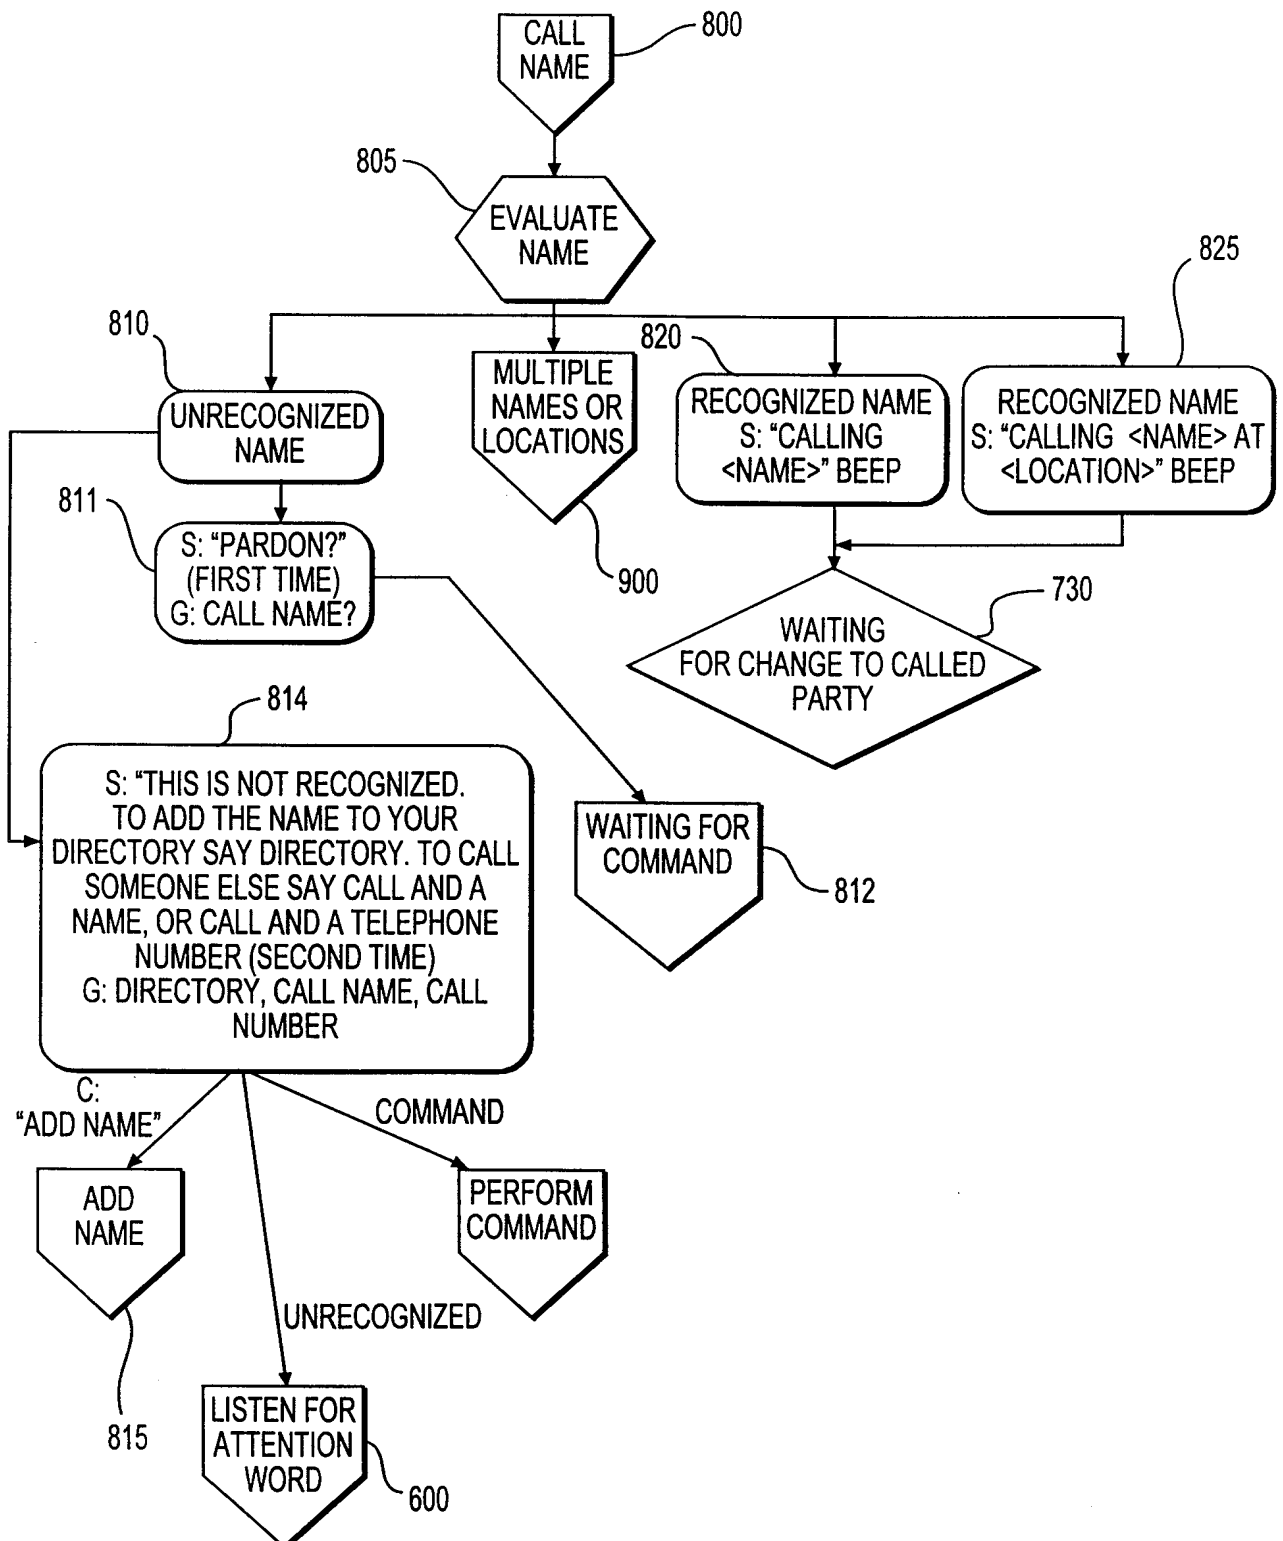 CALL
NAME
800
805
EVALUATE
NAME
825
810
820
UNRECOGNIZED
NAME
MULTIPLE
NAMES OR
LOCATIONS
RECOGNIZED NAME
S: “CALLING
<NAME>” BEEP
RECOGNIZED NAME
S: “CALLING <NAME> AT
<LOCATION>” BEEP
811
S: “PARDON?”
(FIRST TIME)
G: CALL NAME?
900
730
WAITING
FOR CHANGE TO CALLED
PARTY
814
S: “THIS IS NOT RECOGNIZED.
TO ADD THE NAME TO YOUR
DIRECTORY SAY DIRECTORY. TO CALL
SOMEONE ELSE SAY CALL AND A
NAME, OR CALL AND A TELEPHONE
NUMBER (SECOND TIME)
G: DIRECTORY, CALL NAME, CALL
NUMBER
WAITING FOR
COMMAND
812
C:
“ADD NAME”
COMMAND
ADD
NAME
PERFORM
COMMAND
UNRECOGNIZED
815
LISTEN FOR
ATTENTION
WORD
600